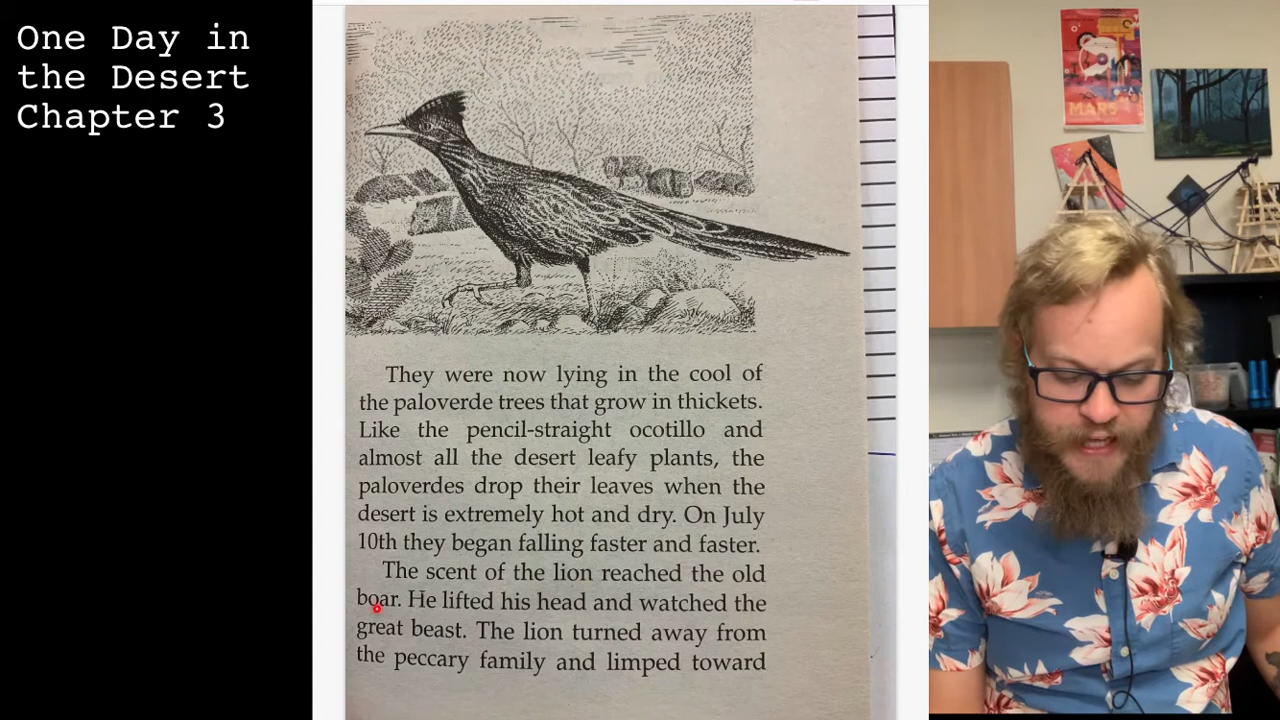 One Day in
the Desert
Chapter 3
MARS
They were now lying in the cool of
the paloverde trees that grow in thickets.
Like the pencil-straight ocotillo and
almost all the desert leafy plants, the
paloverdes drop their leaves when the
desert is extremely hot and dry. On July
10th they began falling faster and faster.
The scent of the lion reached the old
boar. He lifted his head and watched the
great beast. The lion turned away from
the peccary family and limped toward